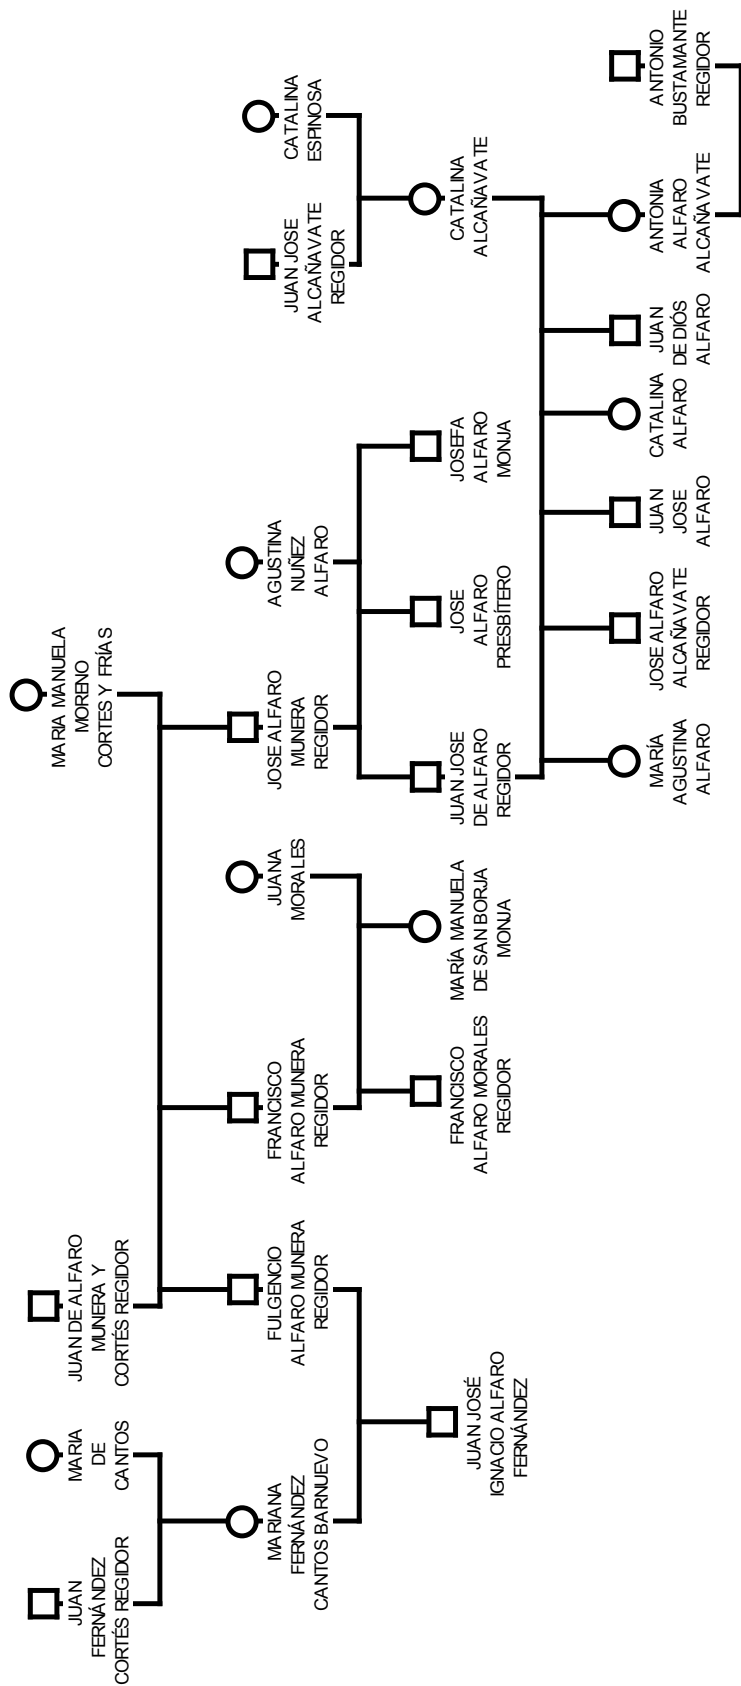 JUAN
FERNÁNDEZ
CORTÉS REGIDOR
MARIA
DE
CANTOS
JUAN DE ALFARO
MUNERA Y
CORTÉS REGIDOR
MARIA MANUELA
MORENO
CORTES Y FRÍAS
MARIANA
FERNÁNDEZ
CANTOS BARNUEVO
FULGENCIO
ALFARO MUNERA
REGIDOR
FRANCISCO
ALFARO MUNERA
REGIDOR
JUANA
MORALES
JOSE ALFARO
MUNERA
REGIDOR
AGUSTINA
NUÑEZ
ALFARO
JUAN JOSE
ALCAÑAVATE
REGIDOR
CATALINA
ESPINOSA
JUAN JOSÉ
IGNACIO ALFARO
FERNÁNDEZ
FRANCISCO
ALFARO MORALES
REGIDOR
MARÍA MANUELA
DE SAN BORJA
MONJA
JUAN JOSE
DE ALFARO
REGIDOR
JOSE
ALFARO
PRESBÍTERO
JOSEFA
ALFARO
MONJA
CATALINA
ALCAÑAVATE
MARÍA
AGUSTINA
ALFARO
JOSE ALFARO
ALCAÑAVATE
REGIDOR
JUAN
JOSE
ALFARO
CATALINA
ALFARO
JUAN
DE DIÓS
ALFARO
ANTONIA
ALFARO
ALCAÑAVATE
ANTONIO
BUSTAMANTE
REGIDOR